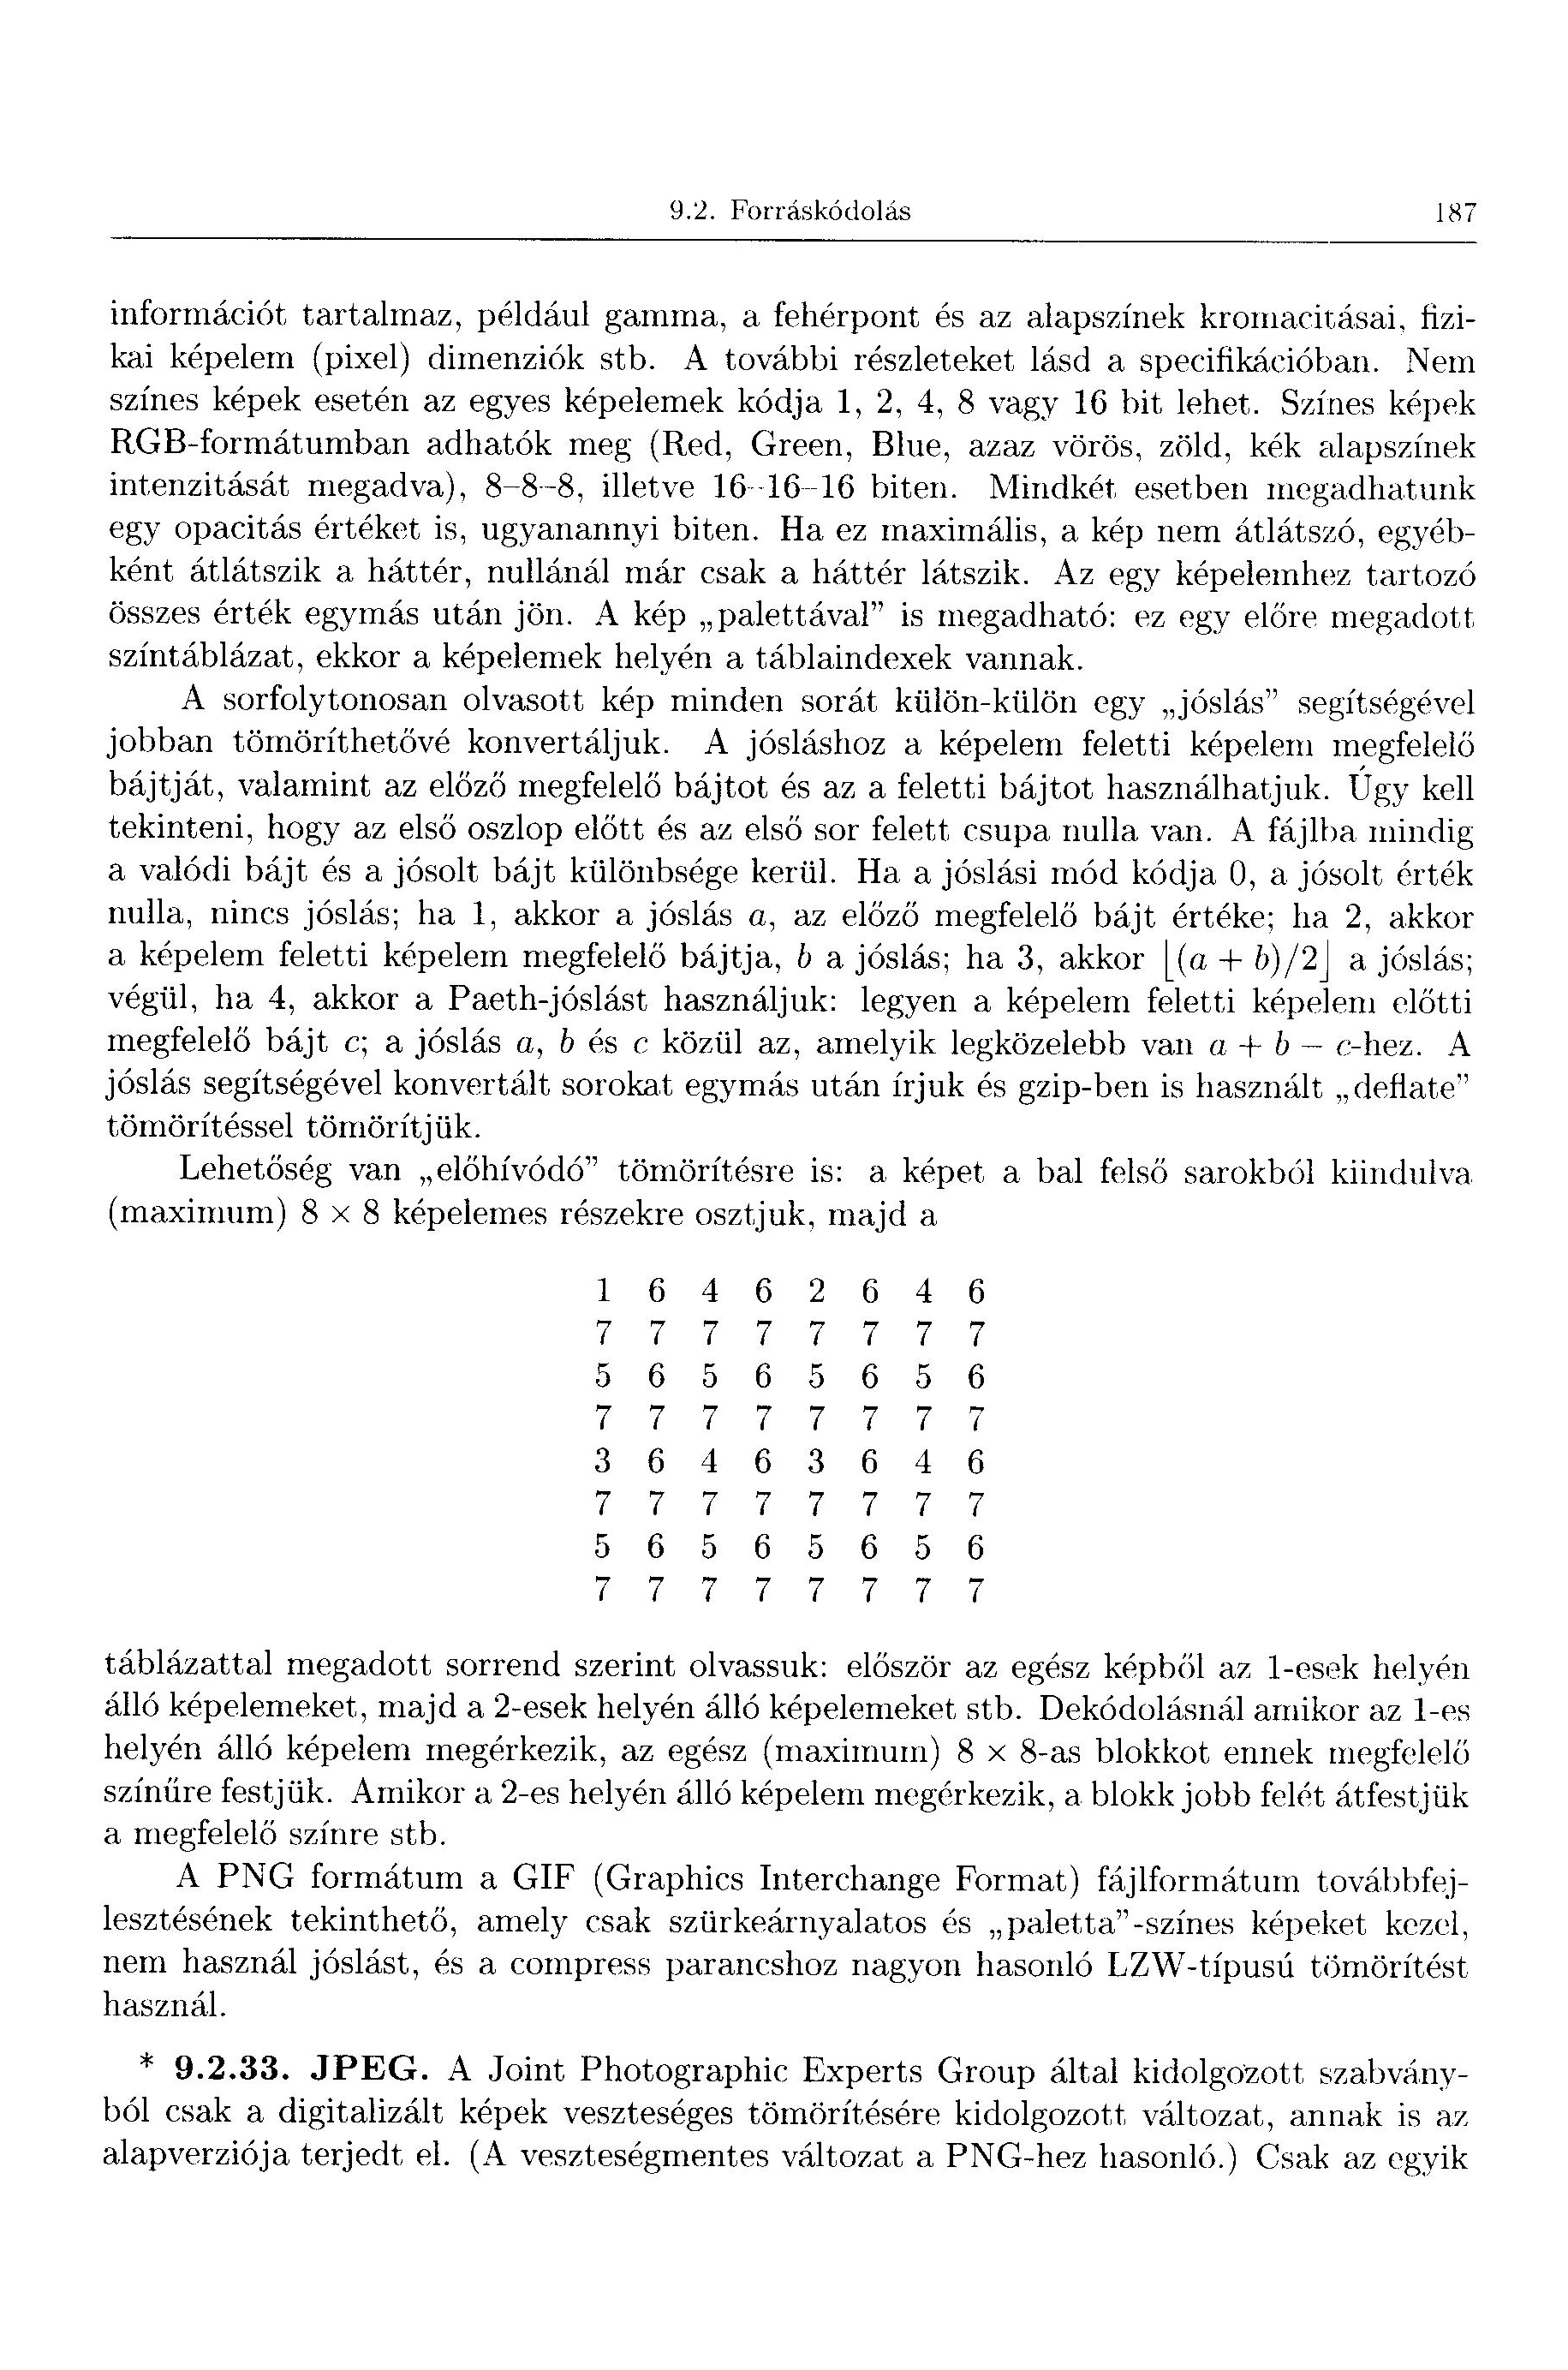 9.2. Forráskódolás 187
információt tartalmaz, például gamma, a fehérpont és az alapszínek kromacitásai, fizi-
kai képelem (pixel) dimenziók stb. A további részleteket lásd a specifikációban. Nem
színes képek esetén az egyes képelemek kódja 1, 2, 4, 8 vagy 16 bit lehet. Színes képek
RGB-formátumban adhatók meg (Red, Green, Blue, azaz vörös, zöld, kék alapszínek
intenzitását megadva), 8–8–8, illetve 16–16–16 biten. Mindkét esetben megadhatunk
egy opacitás értéket is, ugyanannyi biten. Ha ez maximális, a kép nem átlátszó, egyéb-
ként átlátszik a háttér, nullánál már csak a háttér látszik. Az egy képelemhez tartozó
összes érték egymás után jön. A kép „palettával” is megadható: ez egy előre megadott
színtáblázat, ekkor a képelemek helyén a táblaindexek vannak.
A sorfolytonosan olvasott kép minden sorát külön-külön egy „jóslás” segítségével
jobban tömöríthetővé konvertáljuk. A jósláshoz a képelem feletti képelem megfelelő
bájtját, valamint az előző megfelelő bájtot és az a feletti bájtot használhatjuk. Úgy kell
tekinteni, hogy az első oszlop előtt és az első sor felett csupa nulla van. A fájlba mindig
a valódi bájt és a jósolt bájt különbsége kerül. Ha a jóslási mód kódja 0, a jósolt érték
nulla, nincs jóslás; ha 1, akkor a jóslás a, az előző megfelelő bájt értéke; ha 2, akkor
a képelem feletti képelem megfelelő bájtja, b a jóslás; ha 3, akkor ⌊(a + b)/2⌋ a jóslás;
végül, ha 4, akkor a Paeth-jóslást használjuk: legyen a képelem feletti képelem előtti
megfelelő bájt c; a jóslás a, b és c közül az, amelyik legközelebb van a + b − c-hez. A
jóslás segítségével konvertált sorokat egymás után írjuk és gzip-ben is használt „deflate”
tömörítéssel tömörítjük.
Lehetőség van „előhívódó” tömörítésre is: a képet a bal felső sarokból kiindulva
(maximum) 8 × 8 képelemes részekre osztjuk, majd a
1 6 4 6 2 6 4 6
7 7 7 7 7 7 7 7
5 6 5 6 5 6 5 6
7 7 7 7 7 7 7 7
3 6 4 6 3 6 4 6
7 7 7 7 7 7 7 7
5 6 5 6 5 6 5 6
7 7 7 7 7 7 7 7
táblázattal megadott sorrend szerint olvassuk: először az egész képből az 1-esek helyén
álló képelemeket, majd a 2-esek helyén álló képelemeket stb. Dekódolásnál amikor az 1-es
helyén álló képelem megérkezik, az egész (maximum) 8 × 8-as blokkot ennek megfelelő
színűre festjük. Amikor a 2-es helyén álló képelem megérkezik, a blokk jobb felét átfestjük
a megfelelő színre stb.
A PNG formátum a GIF (Graphics Interchange Format) fájlformátum továbbfej-
lesztésének tekinthető, amely csak szürkeárnyalatos és „paletta”-színes képeket kezel,
nem használ jóslást, és a compress parancshoz nagyon hasonló LZW-típusú tömörítést
használ.
* 9.2.33. JPEG. A Joint Photographic Experts Group által kidolgozott szabvány-
ból csak a digitalizált képek veszteséges tömörítésére kidolgozott változat, annak is az
alapverziója terjedt el. (A veszteségmentes változat a PNG-hez hasonló.) Csak az egyik